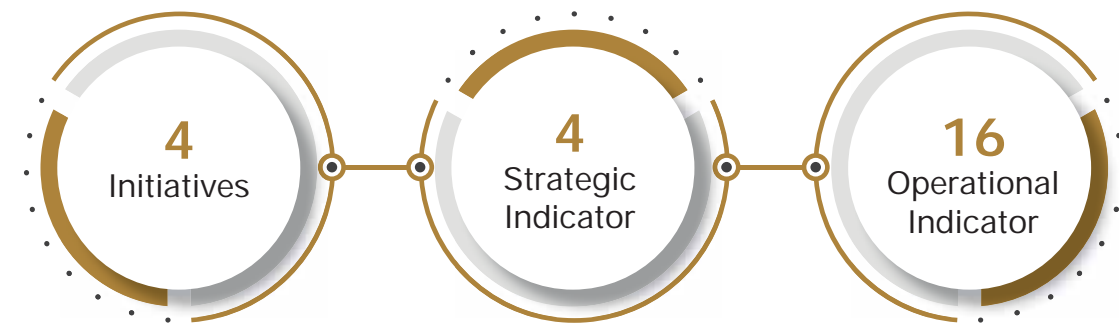 4
Initiatives
4
Strategic
Indicator
16
Operational
Indicator